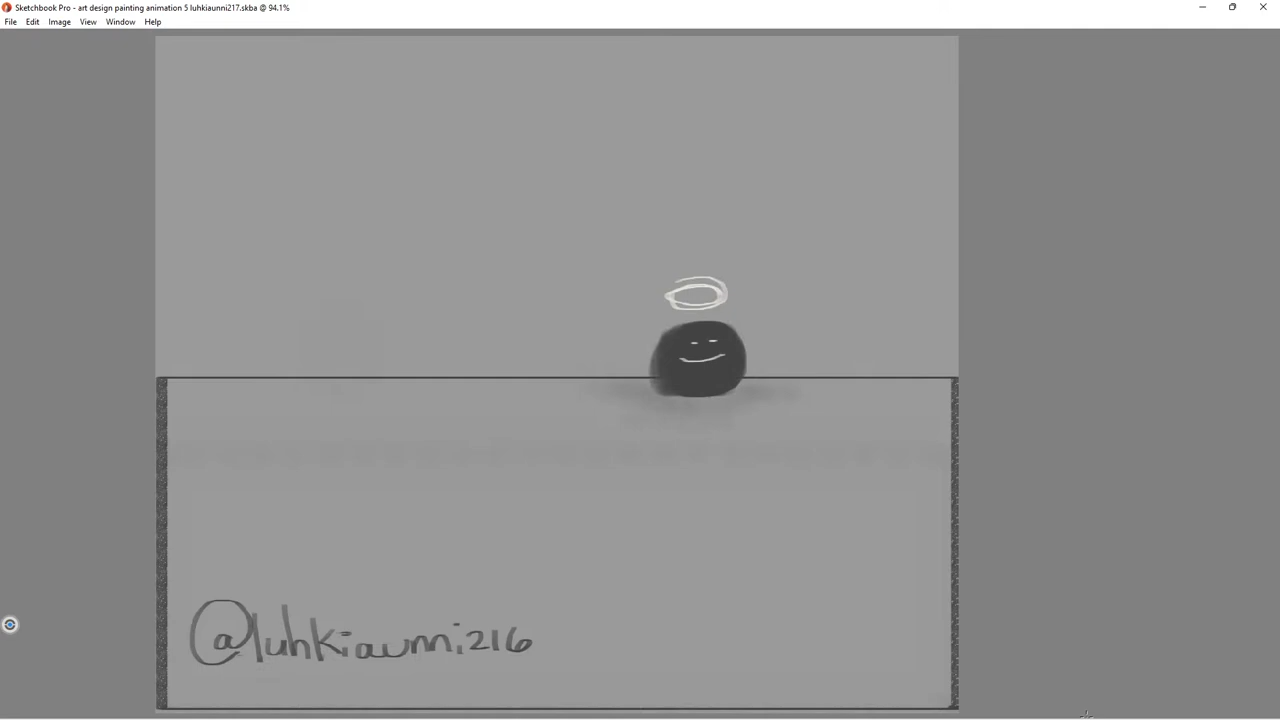 Sketchbook Pro - art design painting animation 5 luhkiaunni217.skba @ 94.1%
File Edit Image View Window Help
@luhkiaunni216